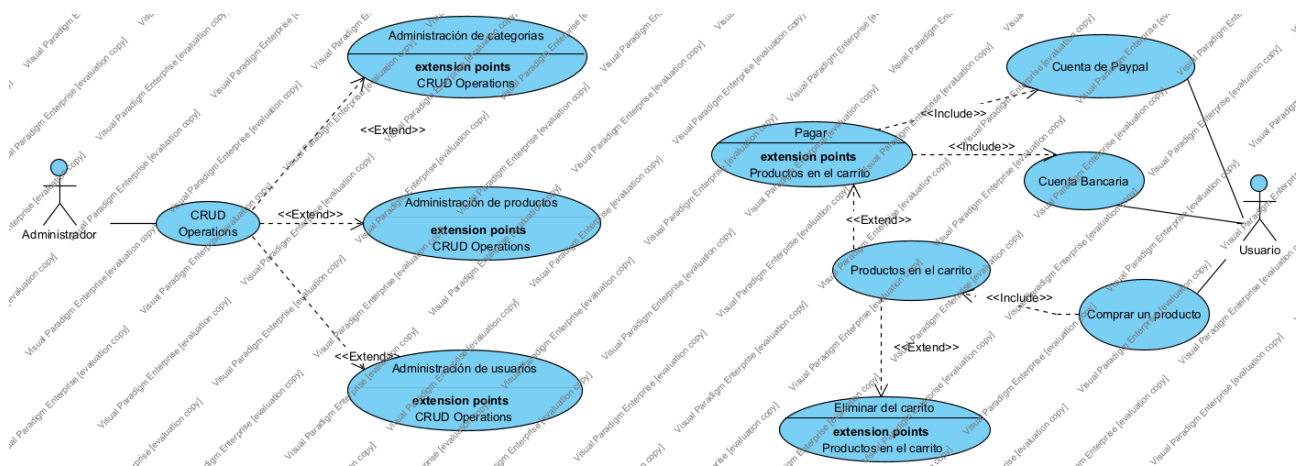 Administración de categorias
extension points
CRUD Operations
<<Extend>>
Administrador
CRUD
Operations
<<Extend>>
Administración de productos
extension points
CRUD Operations
<<Extend>>
Administración de usuarios
extension points
CRUD Operations
Cuenta de Paypal
<<Include>>
Pagar
extension points
Productos en el carrito
<<Include>>
Cuenta Bancaria
<<Extend>>
Usuario
Productos en el carrito
<<Include>>
Comprar un producto
<<Extend>>
Eliminar del carrito
extension points
Productos en el carrito
Visual Paradigm Enterprise [evaluation copy]